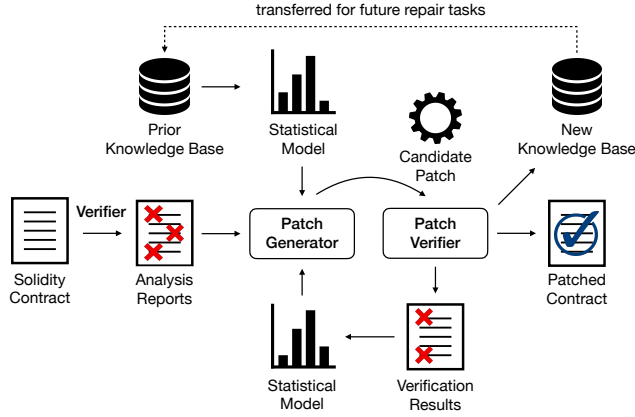 transferred for future repair tasks
Prior
Knowledge Base
Statistical
Model
Candidate
Patch
New
Knowledge Base
Verifier
Solidity
Contract
Analysis
Reports
Patch
Generator
Patch
Verifier
Patched
Contract
Statistical
Model
Verification
Results